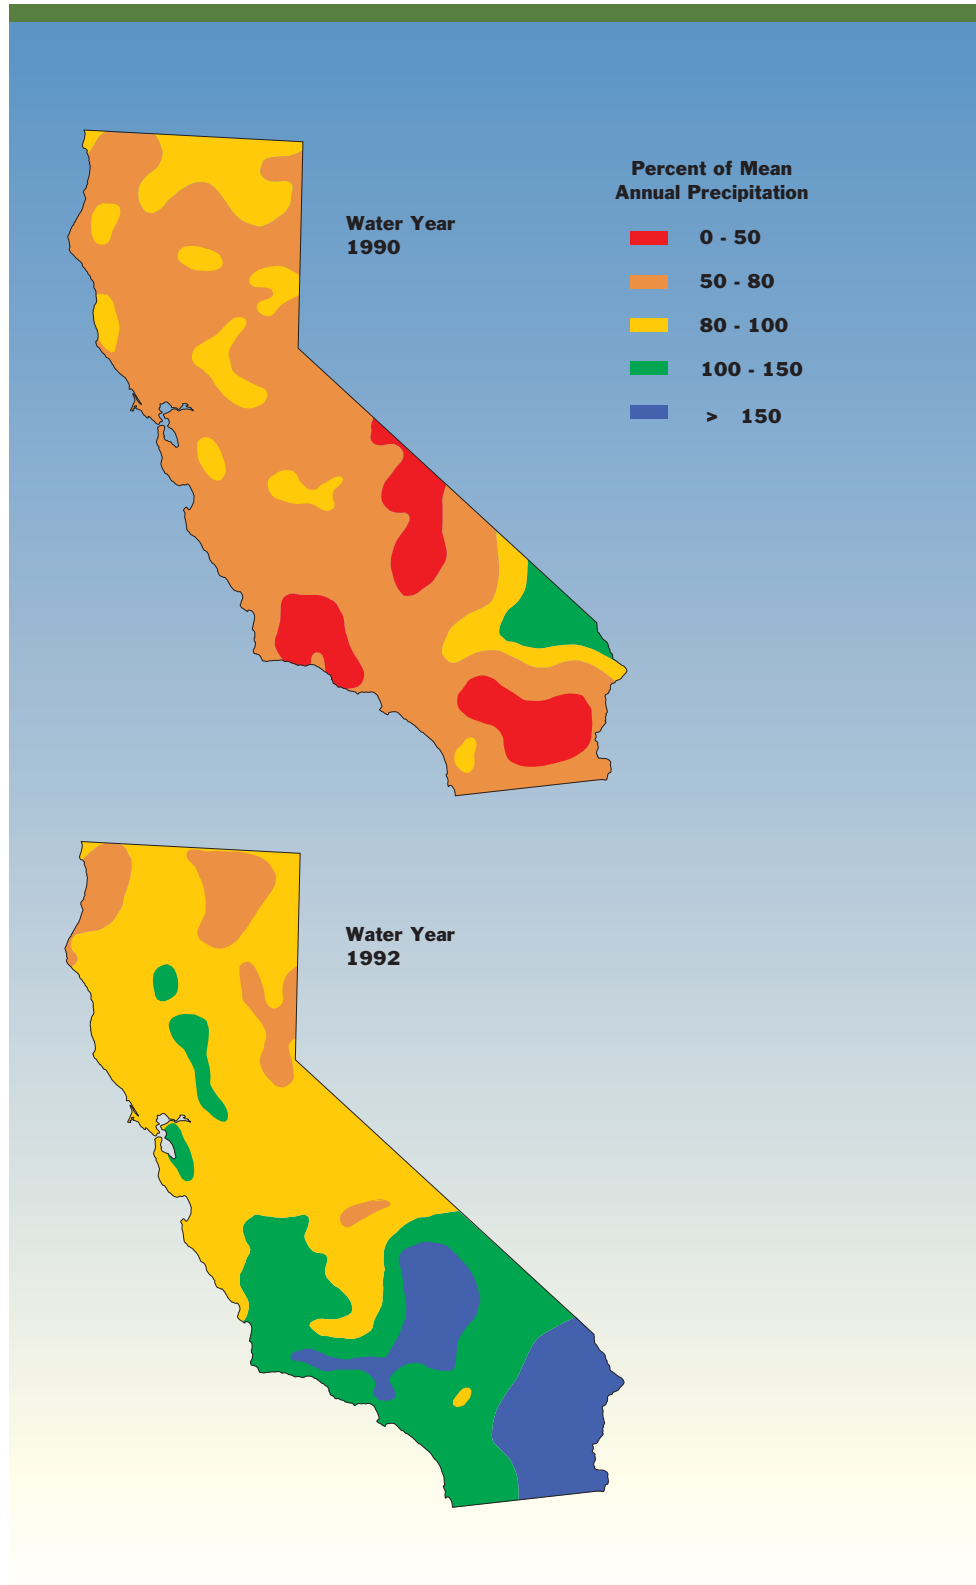 Percent of Mean
Annual Precipitation
0 - 50
50 - 80
80 - 100
100 - 150
> 150
Water Year
1990
Water Year
1992